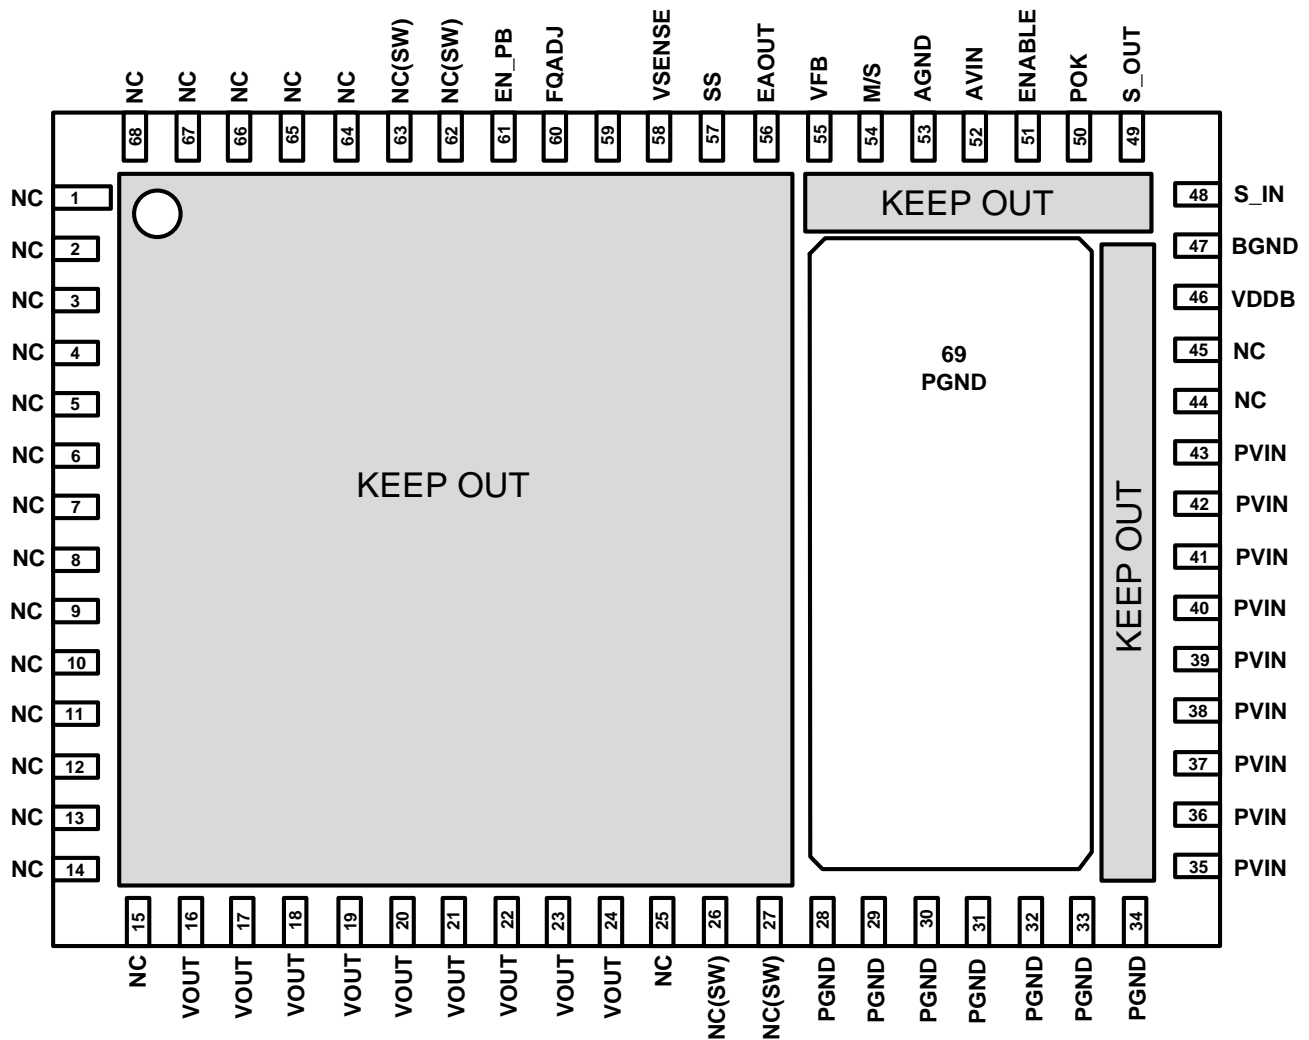 NC
NC
NC
NC
NC
NC(SW)
NC(SW)
EN_PB
FQADJ
VSENSE
SS
EAOUT
VFB
M/S
AGND
AVIN
ENABLE
POK
S_OUT
68
67
66
65
64
63
62
61
60
59
58
57
56
55
54
53
52
51
50
49
NC 1
NC 2
NC 3
NC 4
NC 5
NC 6
NC 7
NC 8
NC 9
NC 10
NC 11
NC 12
NC 13
NC 14
KEEP OUT
KEEP OUT
69
PGND
KEEP OUT
48 S_IN
47 BGND
46 VDDB
45 NC
44 NC
43 PVIN
42 PVIN
41 PVIN
40 PVIN
39 PVIN
38 PVIN
37 PVIN
36 PVIN
35 PVIN
15
16
17
18
19
20
21
22
23
24
25
26
27
28
29
30
31
32
33
34
NC
VOUT
VOUT
VOUT
VOUT
VOUT
VOUT
VOUT
VOUT
VOUT
NC
NC(SW)
NC(SW)
PGND
PGND
PGND
PGND
PGND
PGND
PGND